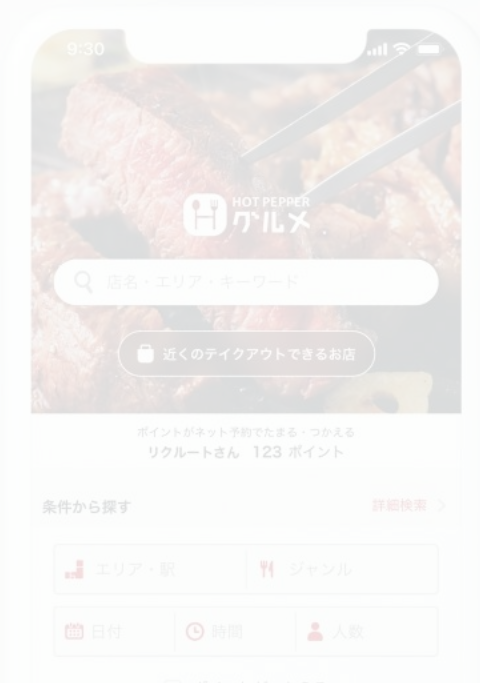 9:30
HOT PEPPER
グルメ
店名・エリア・キーワード
近くのテイクアウトできるお店
ポイントがネット予約でたまる・つかえる
リクルートさん 123 ポイント
条件から探す 詳細検索
エリア・駅 ジャンル
日付 時間 人数